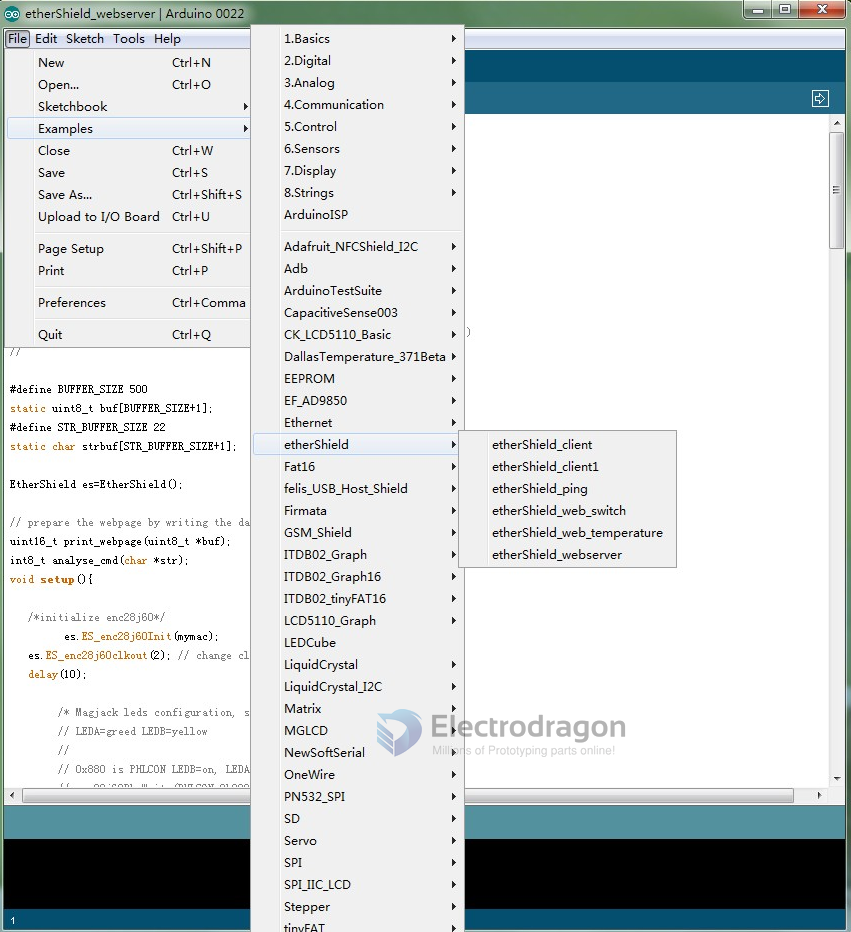 etherShield_webserver | Arduino 0022
File Edit Sketch Tools Help
New Ctrl+N
Open... Ctrl+O
Sketchbook
Examples
Close Ctrl+W
Save Ctrl+S
Save As... Ctrl+Shift+S
Upload to I/O Board Ctrl+U
Page Setup Ctrl+Shift+P
Print Ctrl+P
Preferences Ctrl+Comma
Quit Ctrl+Q
1.Basics
2.Digital
3.Analog
4.Communication
5.Control
6.Sensors
7.Display
8.Strings
ArduinoISP
Adafruit_NFCShield_I2C
Adb
ArduinoTestSuite
CapacitiveSense003
CK_LCD5110_Basic
DallasTemperature_371Beta
EEPROM
EF_AD9850
Ethernet
etherShield
Fat16
felis_USB_Host_Shield
Firmata
GSM_Shield
ITDB02_Graph
ITDB02_Graph16
ITDB02_tinyFAT16
LCD5110_Graph
LEDCube
LiquidCrystal
LiquidCrystal_I2C
Matrix
MGLCD
NewSoftSerial
OneWire
PN532_SPI
SD
Servo
SPI
SPI_IIC_LCD
Stepper
tinyFAT
etherShield_client
etherShield_client1
etherShield_ping
etherShield_web_switch
etherShield_web_temperature
etherShield_webserver
)
//
#define BUFFER_SIZE 500
static uint8_t buf[BUFFER_SIZE+1];
#define STR_BUFFER_SIZE 22
static char strbuf[STR_BUFFER_SIZE+1];
EtherShield es=EtherShield();
// prepare the webpage by writing the da
uint16_t print_webpage(uint8_t *buf);
int8_t analyse_cmd(char *str);
void setup(){
/*initialize enc28j60*/
es.ES_enc28j60Init(mymac);
es.ES_enc28j60clkout(2); // change cl
delay(10);
/* Magjack leds configuration, s
// LEDA=greed LEDB=yellow
//
// 0x880 is PHLCON LEDB=on, LEDA
Electrodragon
Millions of Prototyping parts online!
1